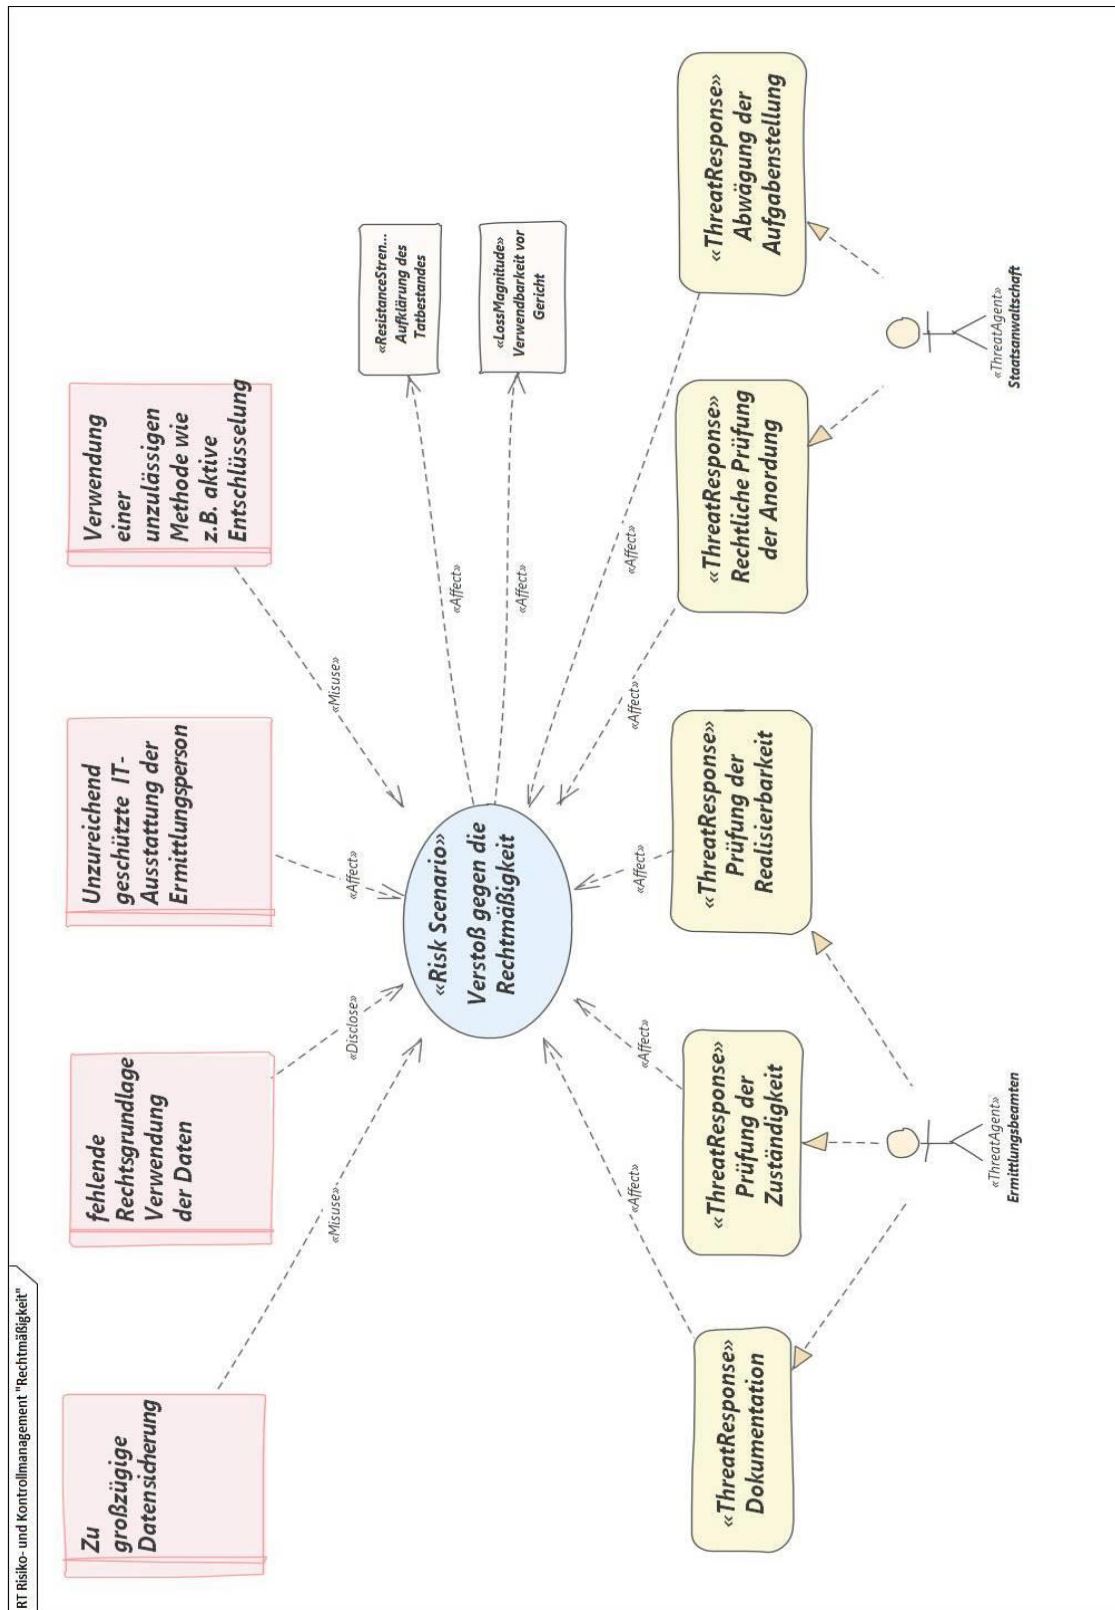 RT Risiko- und Kontrollmanagement "Rechtmäßigkeit"
Zu
großzügige
Datensicherung
fehlende
Rechtsgrundlage
Verwendung
der Daten
Unzureichend
geschützte IT-
Ausstattung der
Ermittlungsperson
Verwendung
einer
unzulässigen
Methode wie
z.B. aktive
Entschlüsselung
«Misuse»
«Disclose»
«Affect»
«Misuse»
«Risk Scenario»
Verstoß gegen die
Rechtmäßigkeit
«Affect»
«Affect»
«ResistanceStren...
Aufklärung des
Tatbestandes
«LossMagnitude»
Verwendbarkeit vor
Gericht
«Affect»
«Affect»
«Affect»
«Affect»
«Affect»
«ThreatResponse»
Dokumentation
«ThreatResponse»
Prüfung der
Zuständigkeit
«ThreatResponse»
Prüfung der
Realisierbarkeit
«ThreatResponse»
Rechtliche Prüfung
der Anordung
«ThreatResponse»
Abwägung der
Aufgabenstellung
«ThreatAgent»
Ermittlungsbeamten
«ThreatAgent»
Staatsanwaltschaft